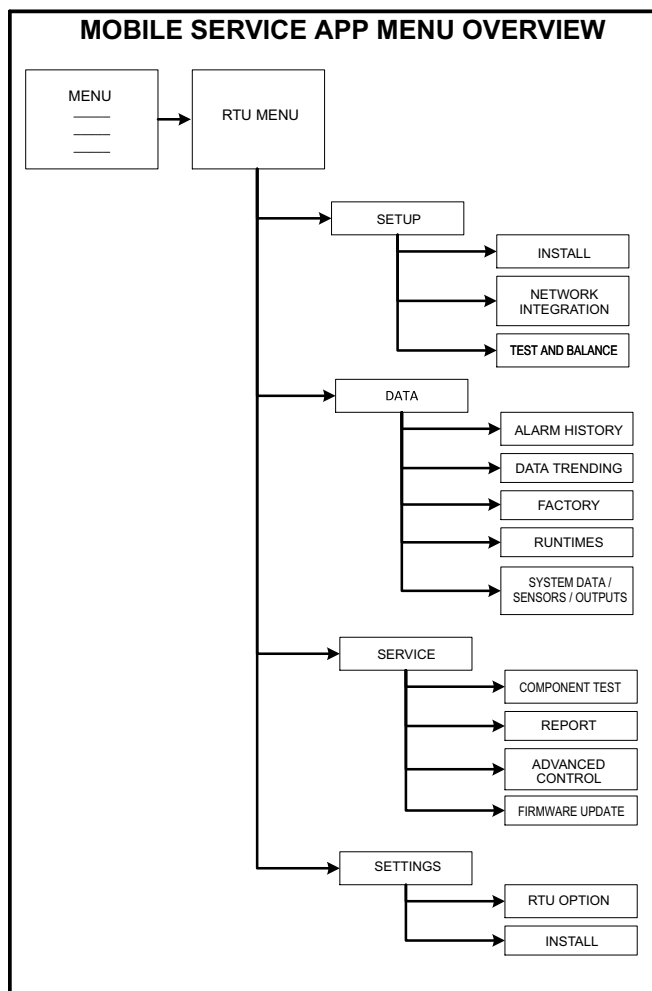 MOBILE SERVICE APP MENU OVERVIEW
MENU
RTU MENU
SETUP
INSTALL
NETWORK
INTEGRATION
TEST AND BALANCE
DATA
ALARM HISTORY
DATA TRENDING
FACTORY
RUNTIMES
SYSTEM DATA /
SENSORS / OUTPUTS
SERVICE
COMPONENT TEST
REPORT
ADVANCED
CONTROL
FIRMWARE UPDATE
SETTINGS
RTU OPTION
INSTALL